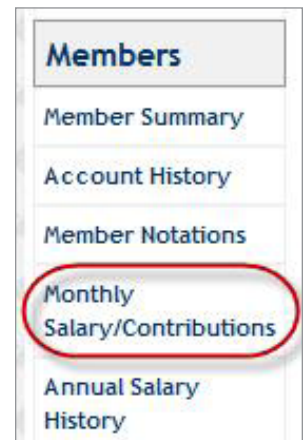 Members
Member Summary
Account History
Member Notations
Monthly
Salary/Contributions
Annual Salary
History